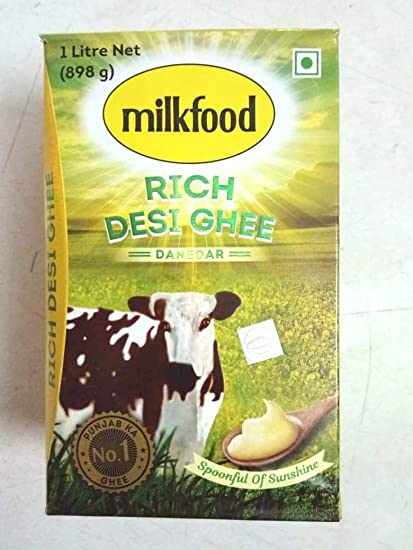 1 Litre Net
(898 g)
milkfood
RICH
DESI GHEE
DANEDAR
RICH DESI GHEE
PUNJAB KA
No.1
GHEE
Spoonful Of Sunshine